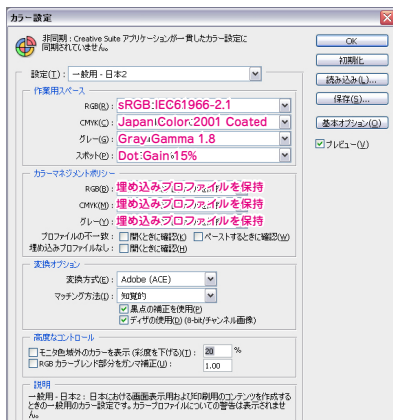 カラー設定
非同期：Creative Suite アプリケーションが一貫したカラー設定に
同期されていません。
OK
初期化
読み込み(L)...
保存(S)...
基本オプション(O)
プレビュー(V)
設定(T)： 一般用 - 日本2
作業用スペース
RGB(R)： sRGB IEC61966-2.1
CMYK(C)： Japan Color 2001 Coated
グレー(G)： Gray Gamma 1.8
スポット(P)： Dot Gain 15%
カラーマネジメントポリシー
RGB(B)： 埋め込みプロファイルを保持
CMYK(M)： 埋め込みプロファイルを保持
グレー(Y)： 埋め込みプロファイルを保持
プロファイルの不一致： 開くときに確認(K) ペーストするときに確認(W)
埋め込みプロファイルなし： 開くときに確認(H)
変換オプション
変換方式(E)： Adobe (ACE)
マッチング方法(I)： 知覚的
黒点の補正を使用(P)
ディザの使用(D) (8-bit/チャンネル画像)
高度なコントロール
モニタ色域外のカラーを表示 (彩度を下げる)(T)： 20 %
RGB カラーブレンド部分をガンマ補正(U)： 1.00
説明
一般用 - 日本2： 日本における画面表示用および印刷用のコンテンツを作成する
ときの一般用のカラー設定です。カラープロファイルについての警告は表示されませ
ん。